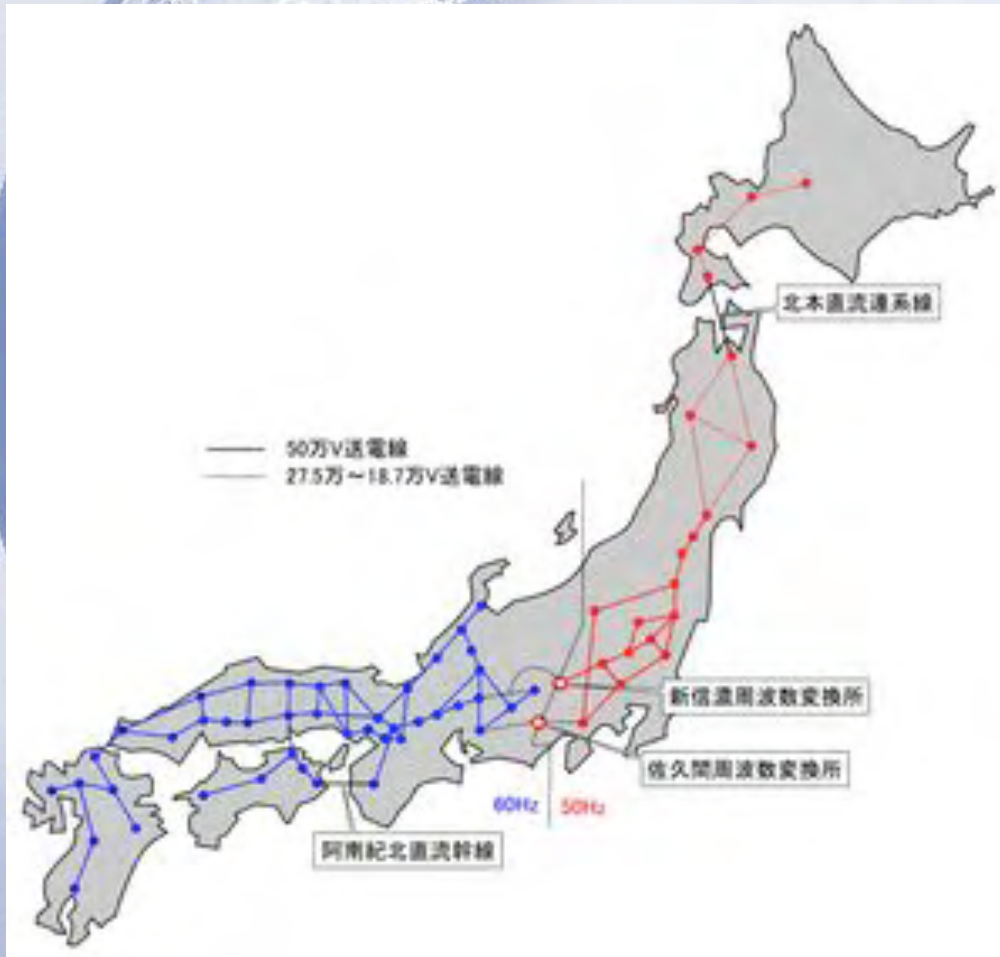 北本直流連系線
50万V送電線
27.5万～18.7万V送電線
新信濃周波数変換所
佐久間周波数変換所
60Hz 50Hz
阿南紀北直流幹線